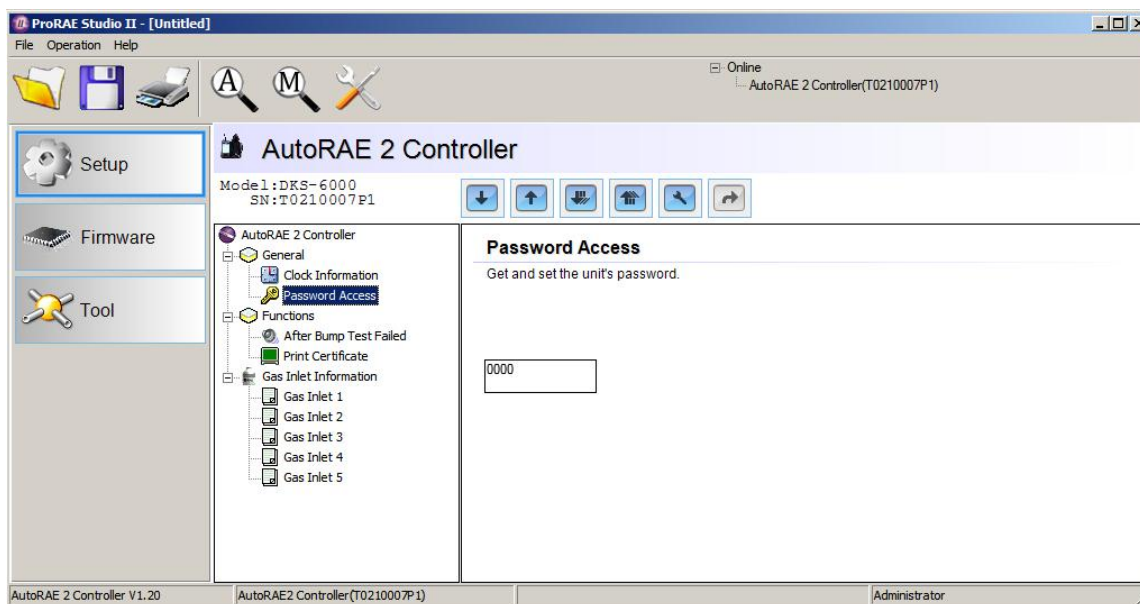 ProRAE Studio II - [Untitled]
File Operation Help
A
M
Online
AutoRAE 2 Controller(T0210007P1)
Setup
Firmware
Tool
AutoRAE 2 Controller
Model:DKS-6000
SN:T0210007P1
AutoRAE 2 Controller
General
Clock Information
Password Access
Functions
After Bump Test Failed
Print Certificate
Gas Inlet Information
Gas Inlet 1
Gas Inlet 2
Gas Inlet 3
Gas Inlet 4
Gas Inlet 5
Password Access
Get and set the unit's password.
0000
AutoRAE 2 Controller V1.20
AutoRAE2 Controller(T0210007P1)
Administrator